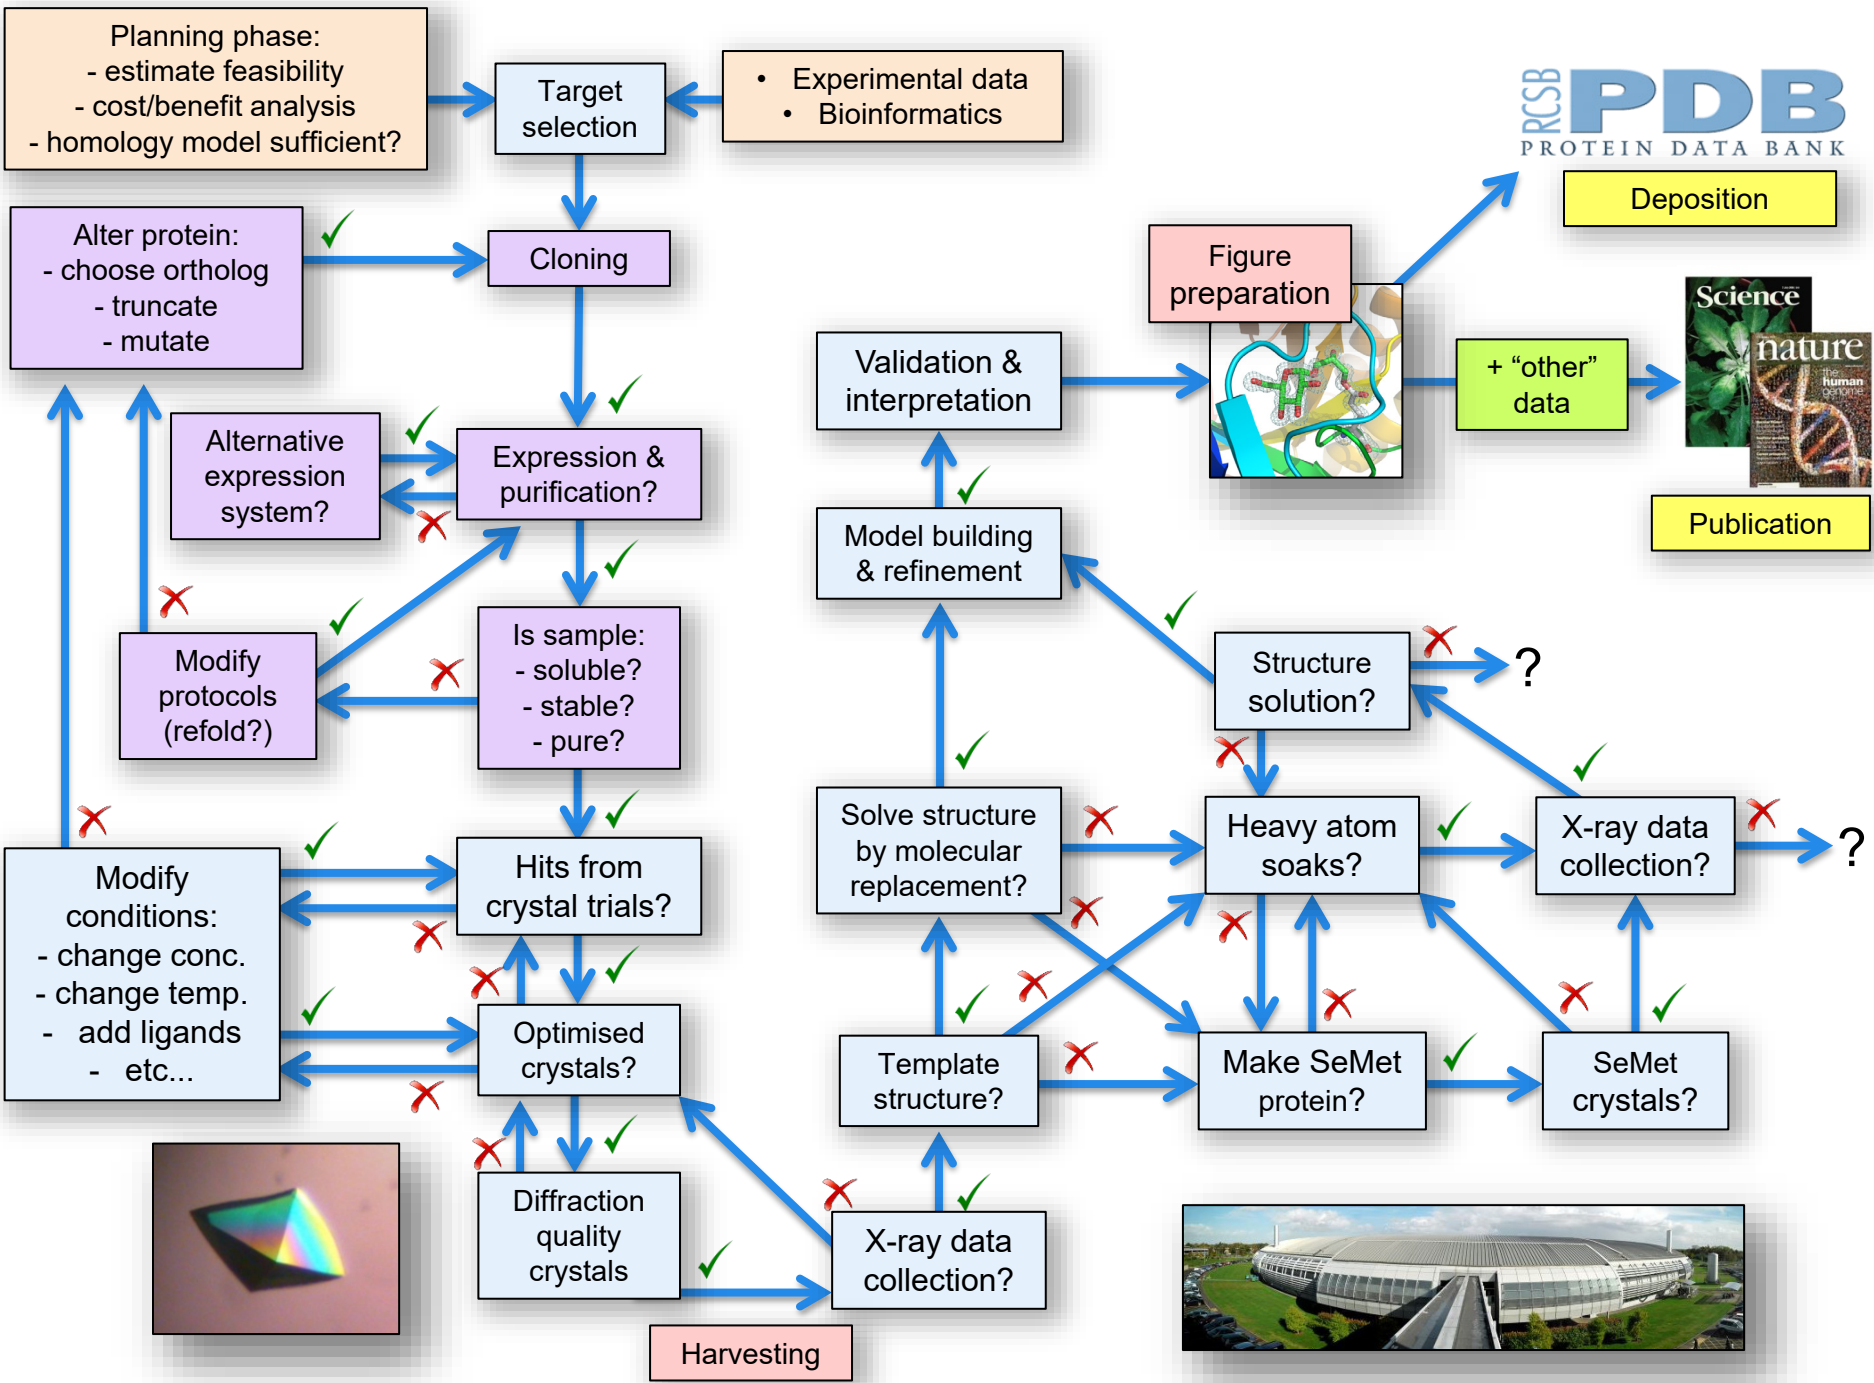 Planning phase:
- estimate feasibility
- cost/benefit analysis
- homology model sufficient?
Target
selection
• Experimental data
• Bioinformatics
RCSB
PDB
PROTEIN DATA BANK
Deposition
Alter protein:
- choose ortholog
- truncate
- mutate
Cloning
Figure
preparation
Science
nature
the
human
genome
Validation &
interpretation
+ “other”
data
Publication
Alternative
expression
system?
Expression &
purification?
Model building
& refinement
Modify
protocols
(refold?)
Is sample:
- soluble?
- stable?
- pure?
Structure
solution?
?
Modify
conditions:
- change conc.
- change temp.
- add ligands
- etc...
Hits from
crystal trials?
Solve structure
by molecular
replacement?
Heavy atom
soaks?
X-ray data
collection?
?
Optimised
crystals?
Template
structure?
Make SeMet
protein?
SeMet
crystals?
Diffraction
quality
crystals
X-ray data
collection?
Harvesting